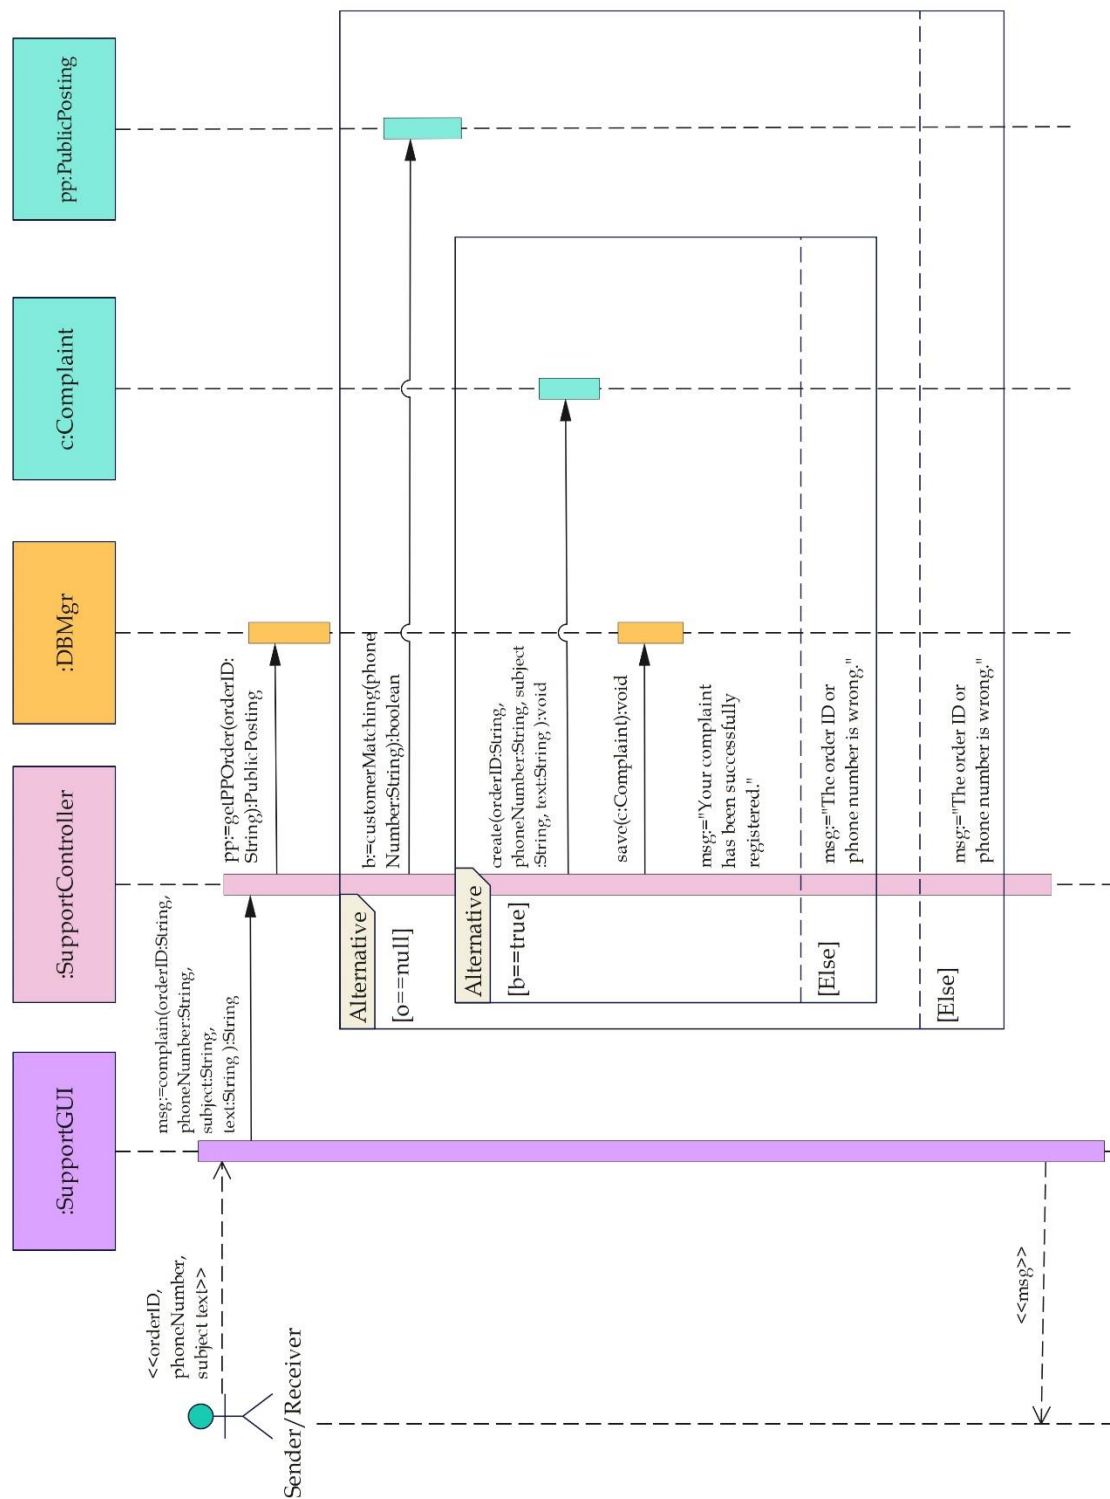 Sender/Receiver
:SupportGUI
:SupportController
:DBMgr
c:Complaint
pp:PublicPosting
<<orderID,
phoneNumber,
subject text>>
msg:=complain(orderID:String,
phoneNumber:String,
subject:String,
text:String ):String
pp:=getPPOrder(orderID:
String):PublicPosting
Alternative
[o==null]
b:=customerMatching(phone
Number:String):boolean
Alternative
[b==true]
create(orderID:String,
phoneNumber:String, subject
:String, text:String ):void
save(c:Complaint):void
msg:="Your complaint
has been successfully
registered."
[Else]
msg:="The order ID or
phone number is wrong."
[Else]
msg:="The order ID or
phone number is wrong."
<<msg>>